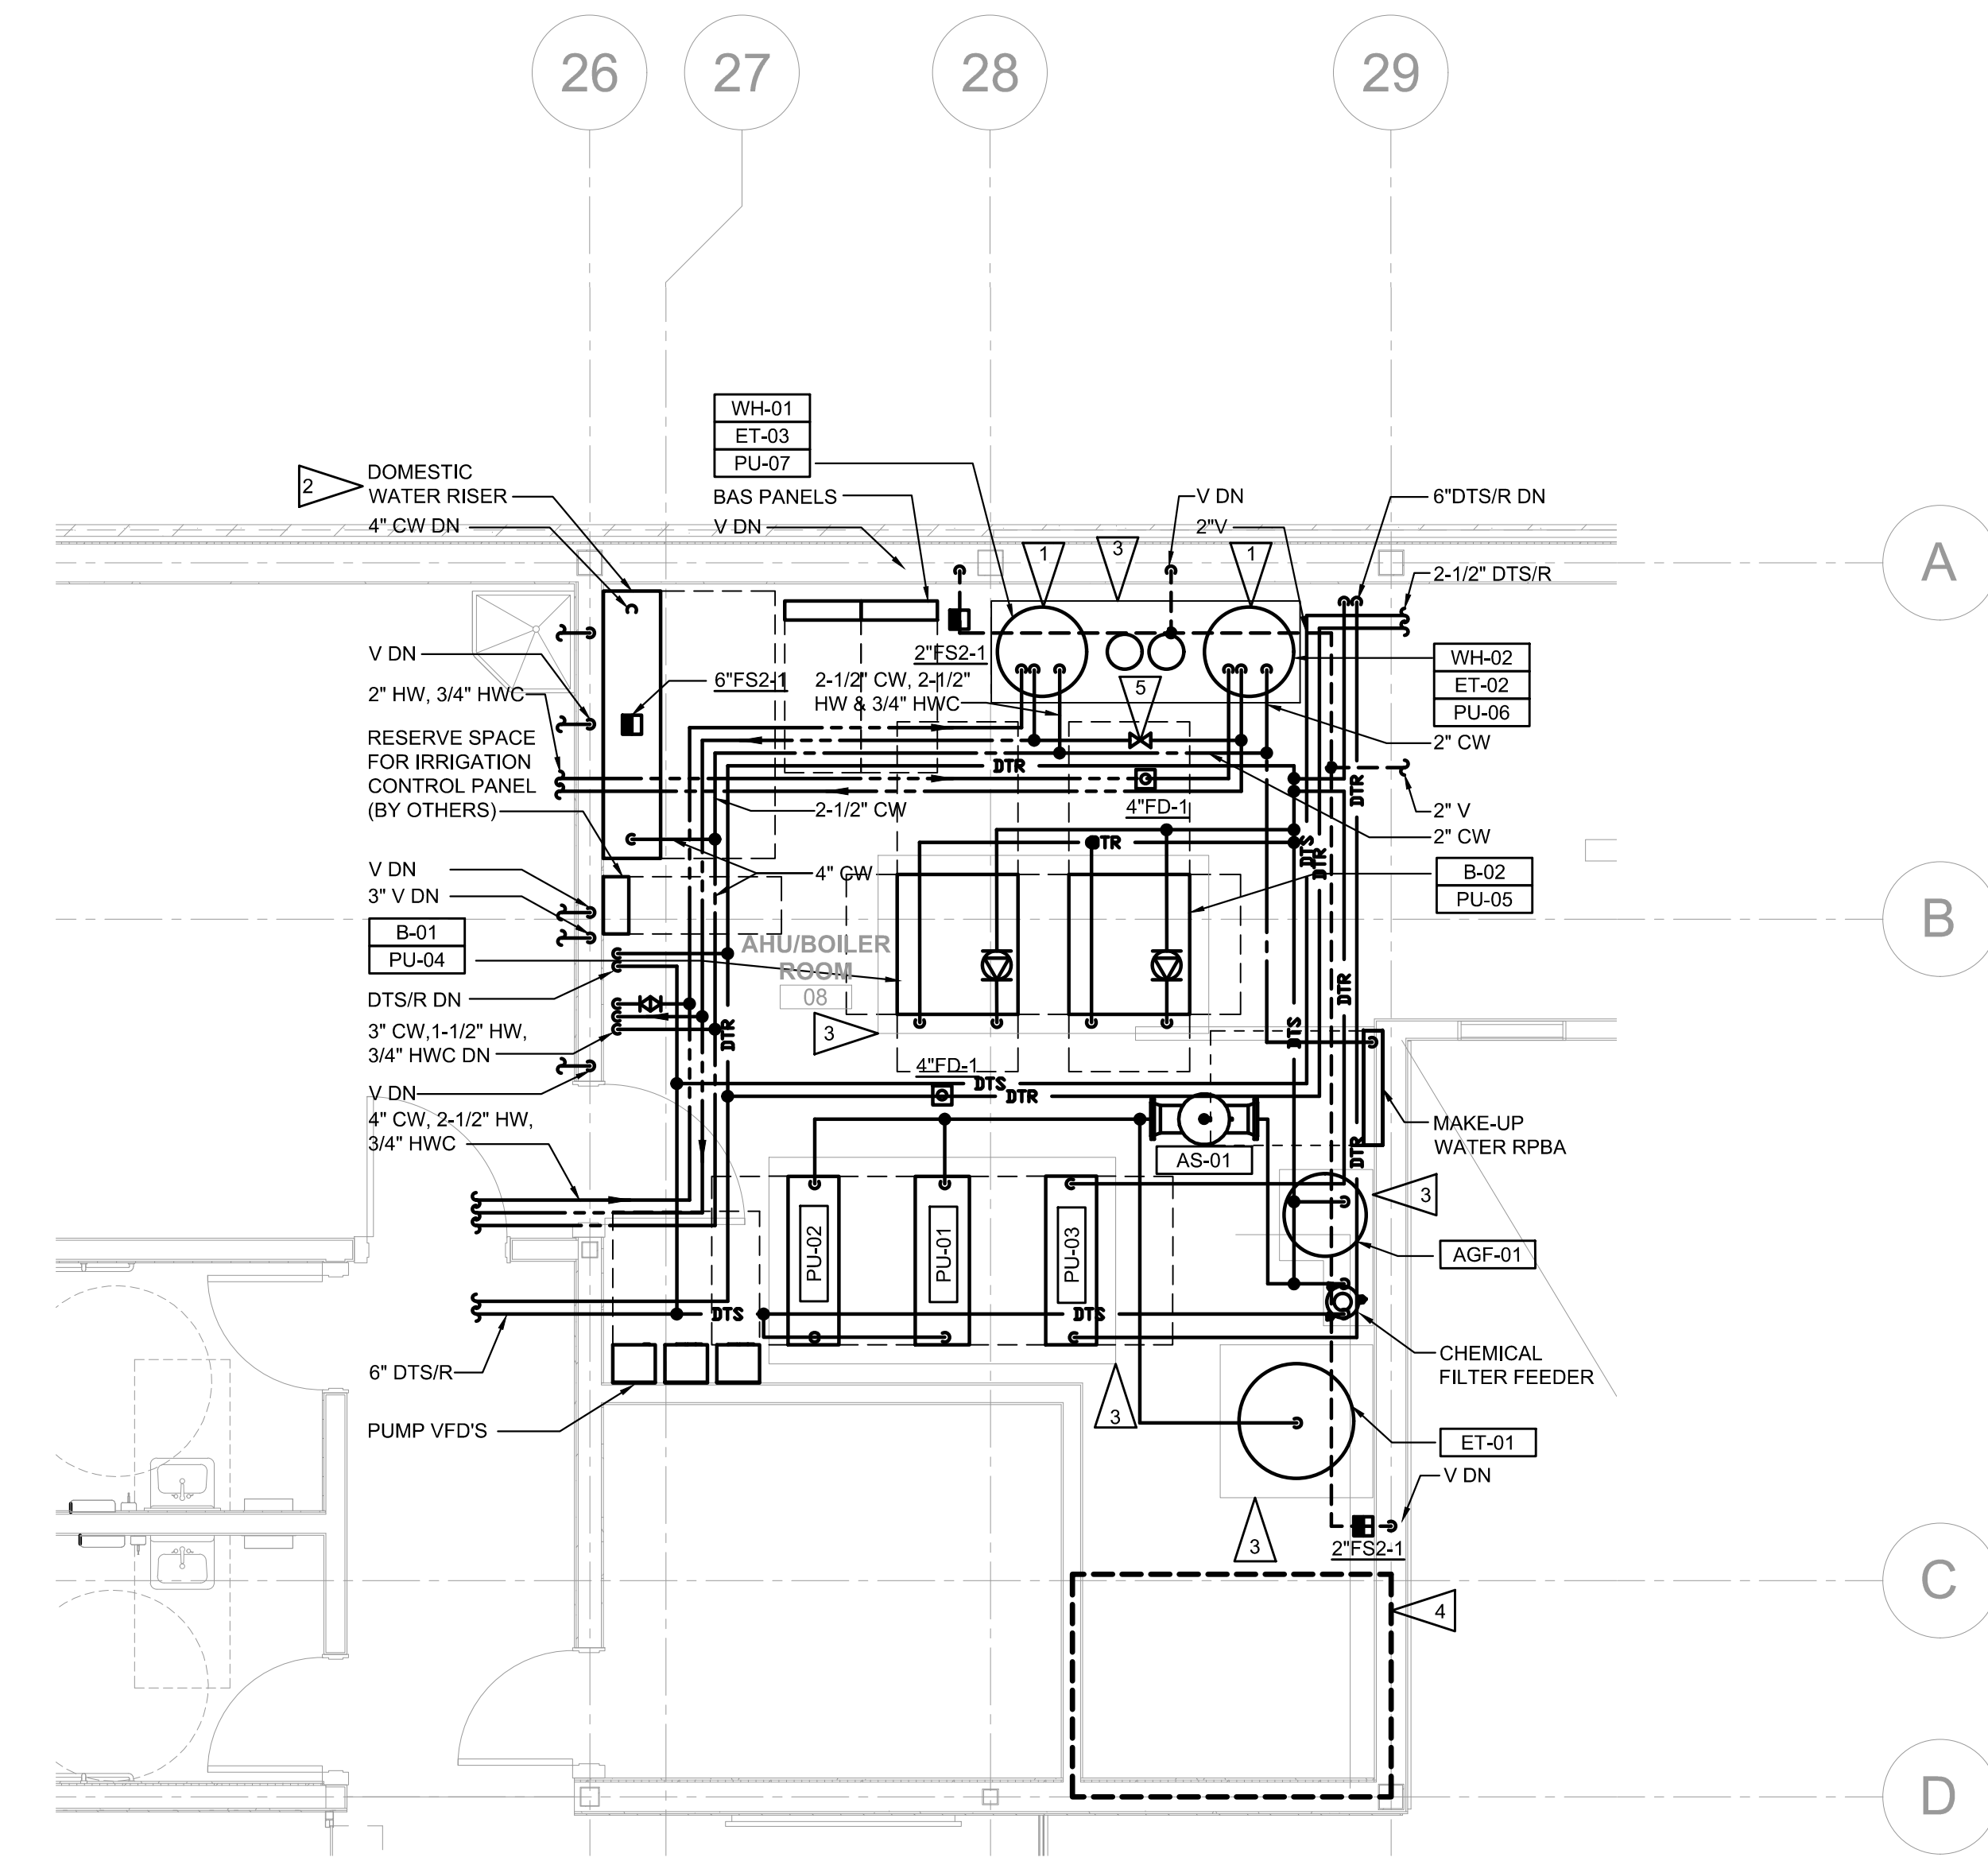 26
27
28
29
WH-01
ET-03
PU-07
2
DOMESTIC
WATER RISER
BAS PANELS
V DN
6"DTS/R DN
4" CW DN
V DN
2"V
A
1
3
1
2-1/2" DTS/R
V DN
2"FS2-1
WH-02
ET-02
PU-06
2" HW, 3/4" HWC
6"FS2-1
2-1/2" CW, 2-1/2"
HW & 3/4" HWC
5
RESERVE SPACE
FOR IRRIGATION
CONTROL PANEL
(BY OTHERS)
2" CW
DTR
DTR
2-1/2" CW
4"FD-1
2" V
2" CW
DTR
DTS
DTR
V DN
4" CW
B-02
PU-05
3" V DN
B
B-01
PU-04
AHU/BOILER
ROOM
08
DTS/R DN
DTR
3" CW,1-1/2" HW,
3/4" HWC DN
3
DTR
DTS
4"FD-1
DTS
DTR
V DN
4" CW, 2-1/2" HW,
3/4" HWC
MAKE-UP
WATER RPBA
AS-01
DTR
3
PU-02
PU-01
PU-03
AGF-01
DTS
DTS
6" DTS/R
CHEMICAL
FILTER FEEDER
PUMP VFD'S
3
ET-01
V DN
3
2"FS2-1
C
4
D